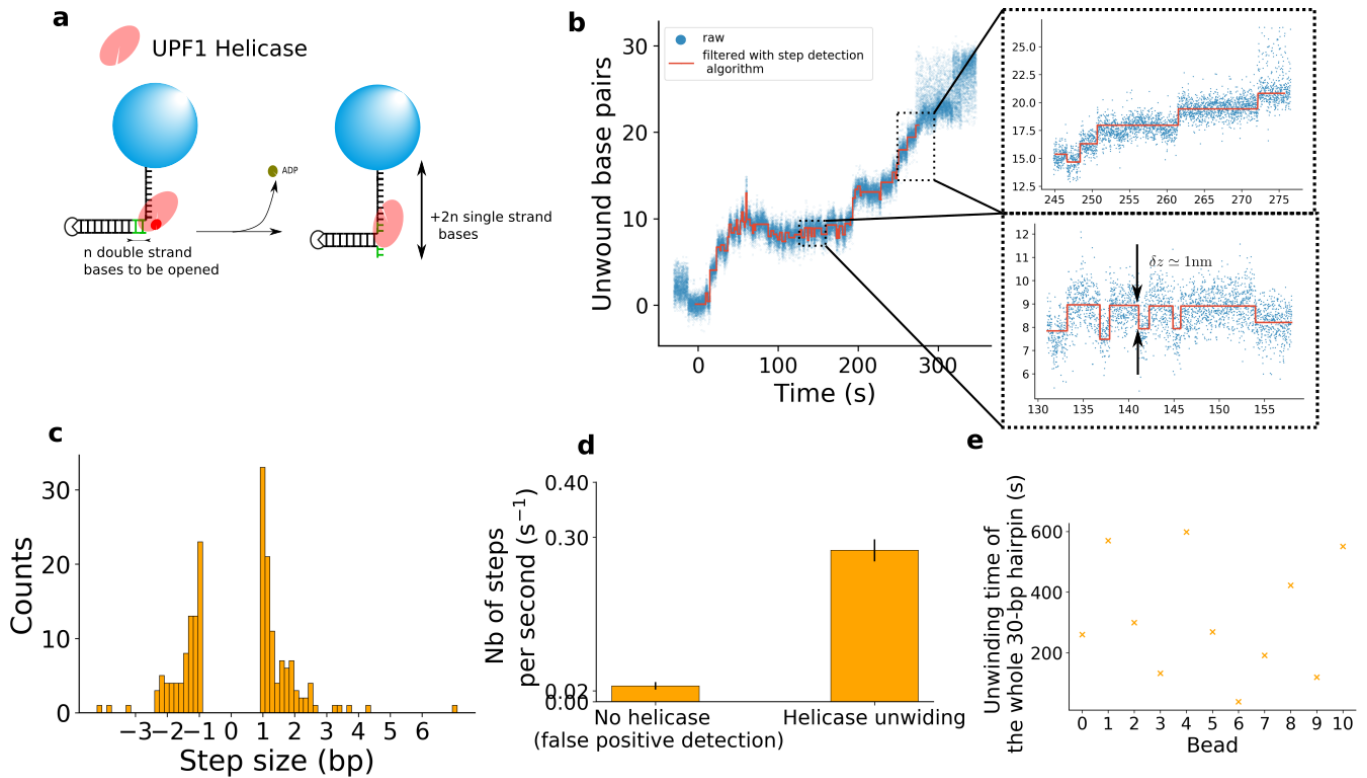 a
UPF1 Helicase
ADP
n double strand
bases to be opened
+2n single strand
bases
b
raw
filtered with step detection
algorithm
Unwound base pairs
30
20
10
0
0
100
200
300
Time (s)
25.0
22.5
20.0
17.5
15.0
12.5
245
250
255
260
265
270
275
12
11
10
9
8
7
6
δz ≃ 1nm
130
135
140
145
150
155
c
Counts
30
20
10
0
−3−2−1 0 1 2 3 4 5 6
Step size (bp)
d
Nb of steps
per second (s⁻¹)
0.40
0.30
0.02
0.00
No helicase
(false positive detection)
Helicase unwiding
e
Unwinding time of
the whole 30-bp hairpin (s)
600
400
200
0 1 2 3 4 5 6 7 8 9 10
Bead